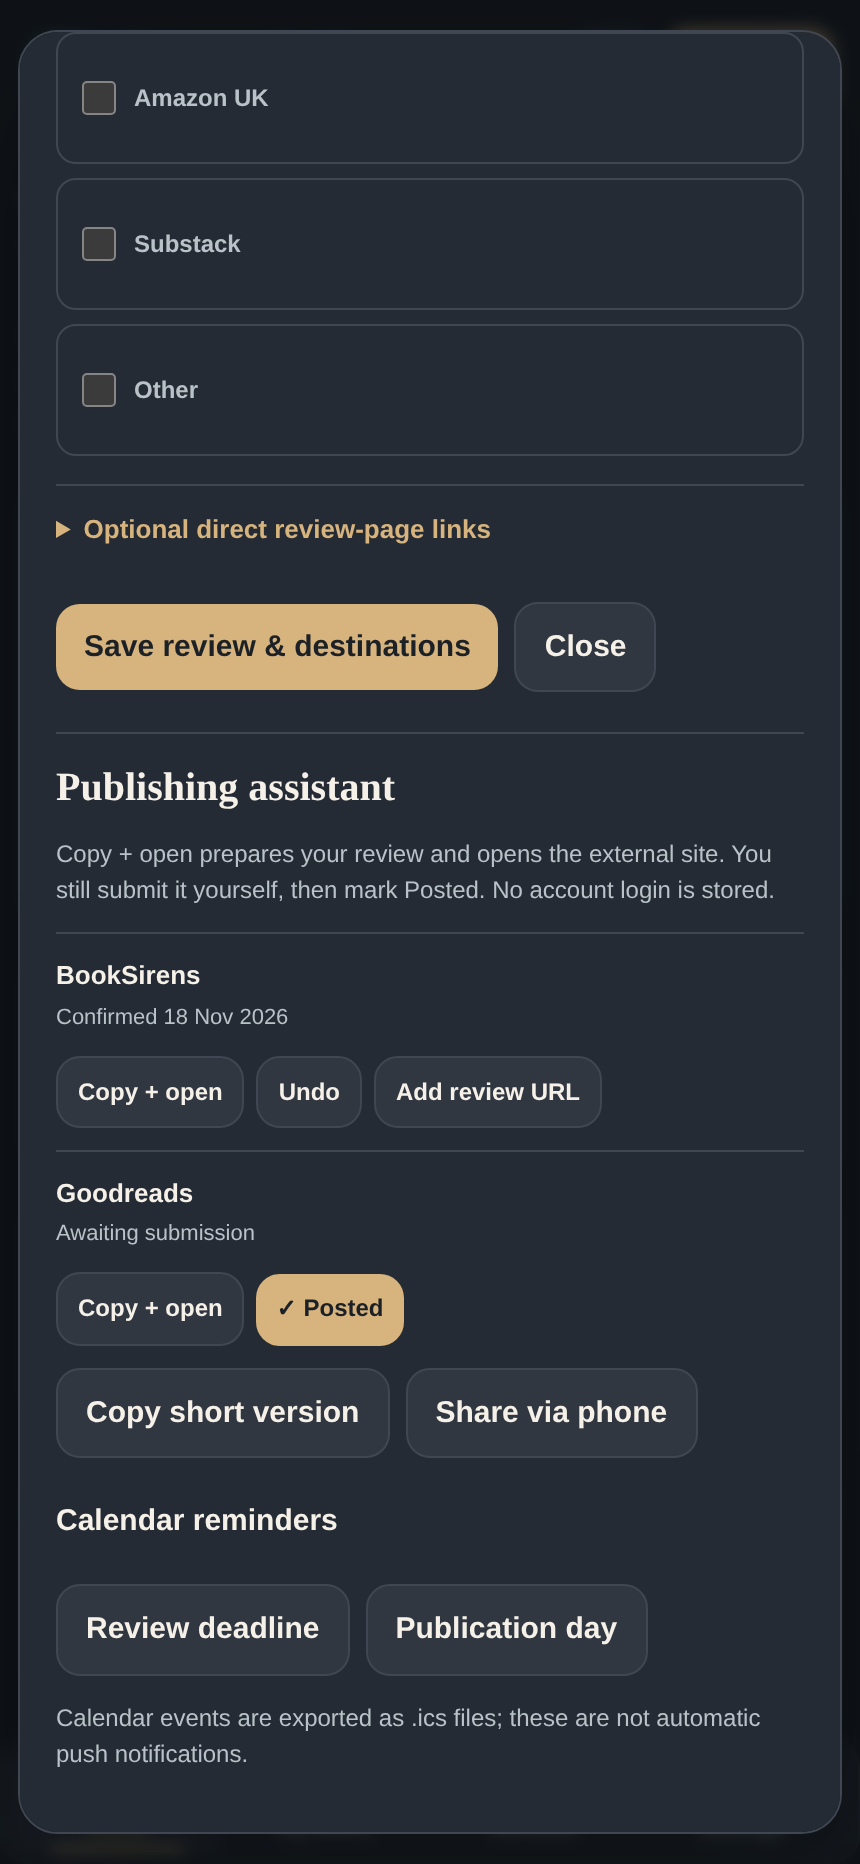 Amazon UK
Substack
Other
Optional direct review-page links
Save review & destinations
Close
Publishing assistant
Copy + open prepares your review and opens the external site. You
still submit it yourself, then mark Posted. No account login is stored.
BookSirens
Confirmed 18 Nov 2026
Copy + open
Undo
Add review URL
Goodreads
Awaiting submission
Copy + open
✓ Posted
Copy short version
Share via phone
Calendar reminders
Review deadline
Publication day
Calendar events are exported as .ics files; these are not automatic
push notifications.